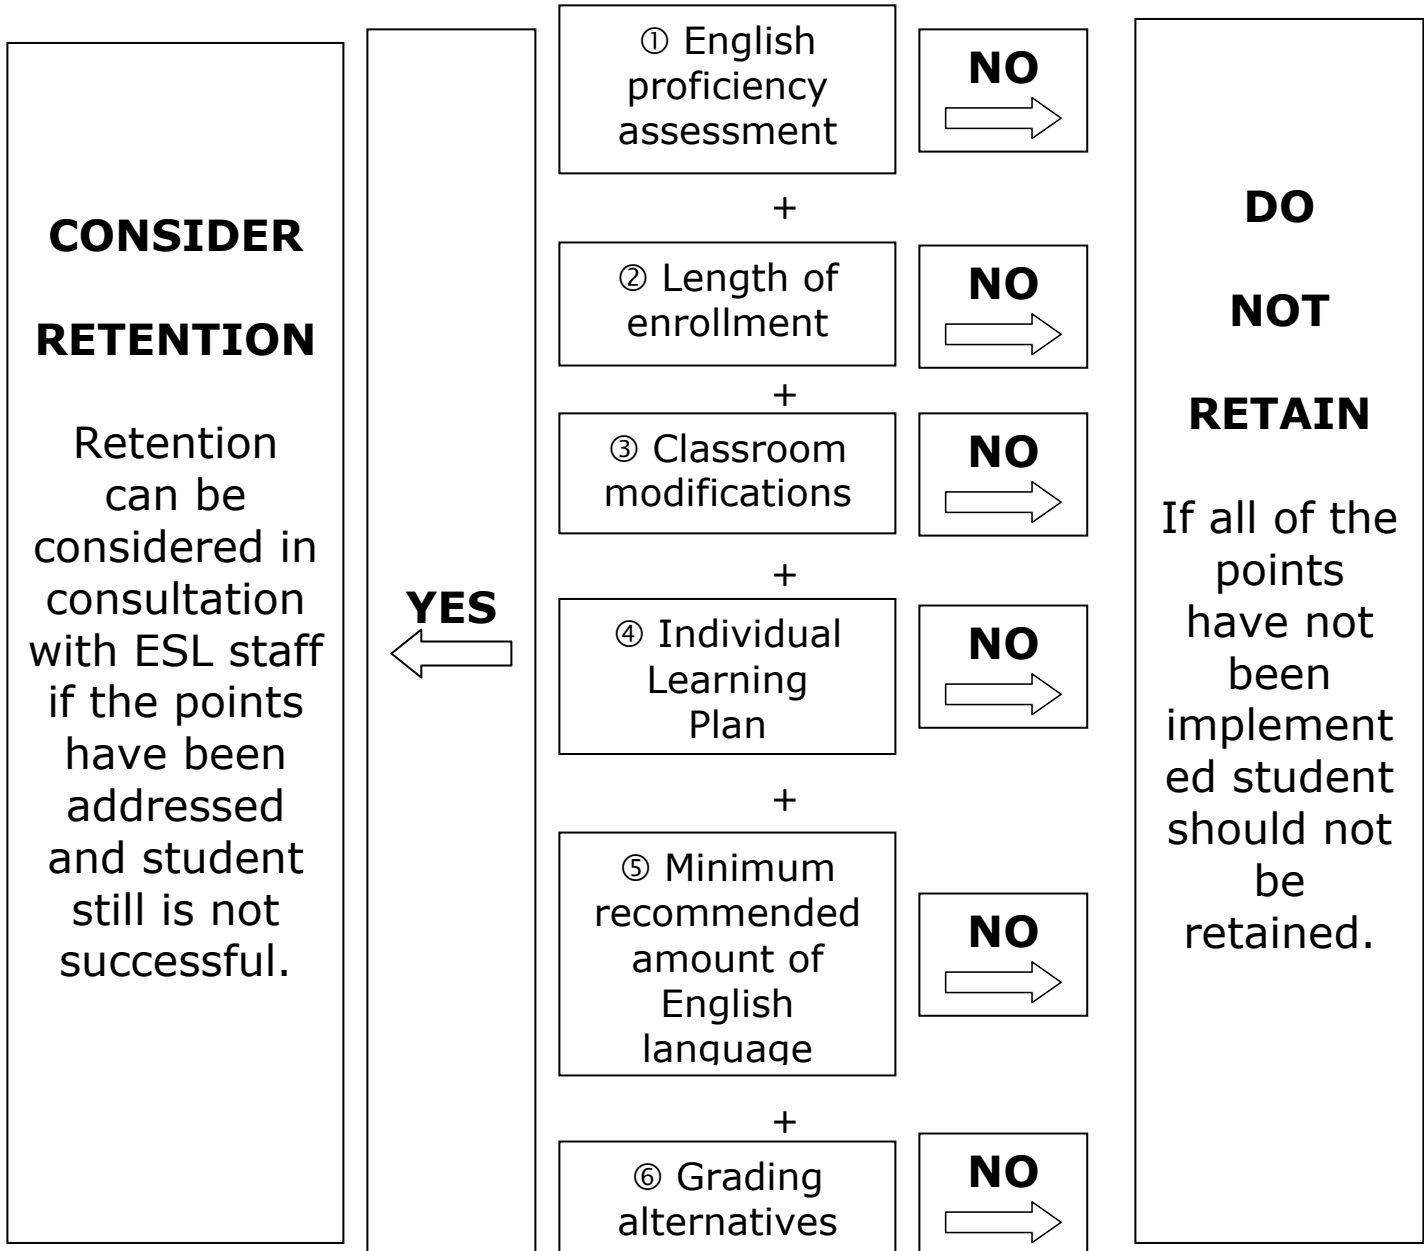 CONSIDER
RETENTION
Retention
can be
considered in
consultation
with ESL staff
if the points
have been
addressed
and student
still is not
successful.
YES
① English
proficiency
assessment
NO
+
② Length of
enrollment
NO
+
③ Classroom
modifications
NO
+
④ Individual
Learning
Plan
NO
+
⑤ Minimum
recommended
amount of
English
language
NO
+
⑥ Grading
alternatives
NO
DO
NOT
RETAIN
If all of the
points
have not
been
implement
ed student
should not
be
retained.